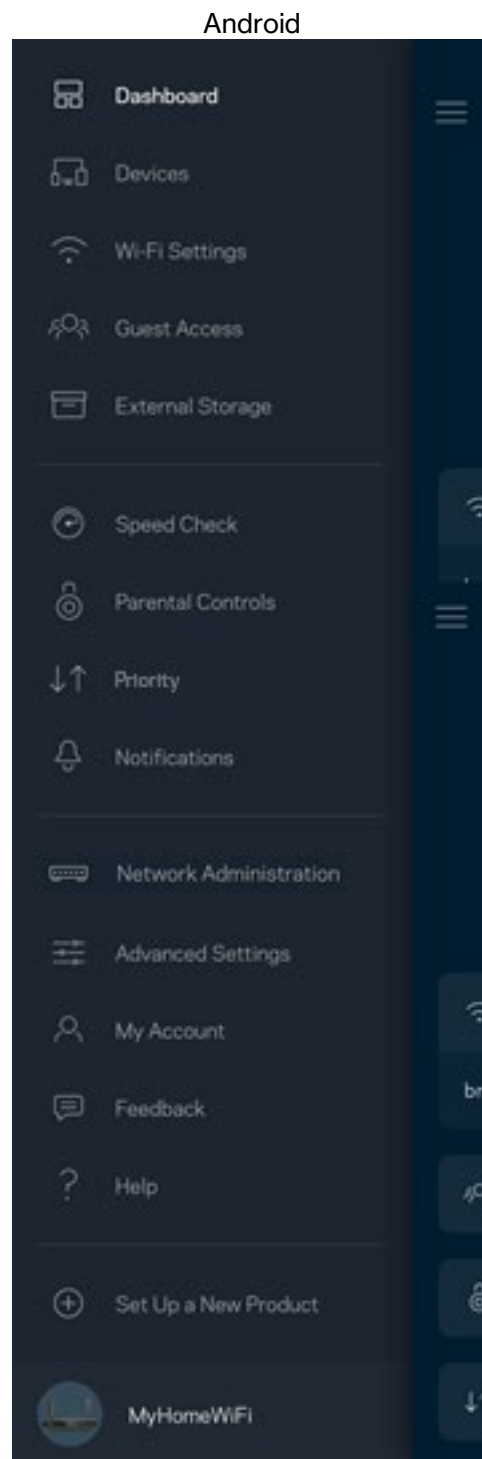 Android
Dashboard
Devices
Wi-Fi Settings
Guest Access
External Storage
Speed Check
Parental Controls
Priority
Notifications
Network Administration
Advanced Settings
My Account
Feedback
Help
Set Up a New Product
MyHomeWiFi
br